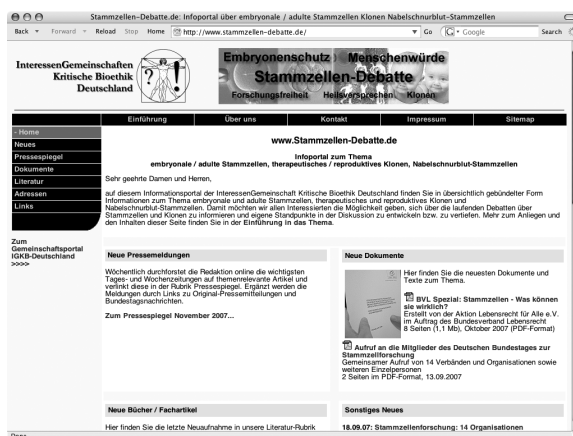 Stammzellen-Debatte.de: Infoportal über embryonale / adulte Stammzellen Klonen Nabelschnurblut-Stammzellen
Back Forward Reload Stop Home http://www.stammzellen-debatte.de/ Go Google Search
InteressenGemeinschaften
Kritische Bioethik
Deutschland
? !
Embryonenschutz Menschenwürde
Stammzellen-Debatte
Forschungsfreiheit Heilsversprechen Klonen
Einführung Über uns Kontakt Impressum Sitemap
- Home
Neues
Pressespiegel
Dokumente
Literatur
Adressen
Links
Zum
Gemeinschaftsportal
IGKB-Deutschland
>>>>
www.Stammzellen-Debatte.de
Infoportal zum Thema
embryonale / adulte Stammzellen, therapeutisches / reproduktives Klonen, Nabelschnurblut-Stammzellen
Sehr geehrte Damen und Herren,
auf diesem Informationsportal der InteressenGemeinschaft Kritische Bioethik Deutschland finden Sie in übersichtlich gebündelter Form
Informationen zum Thema embryonale und adulte Stammzellen, therapeutisches und reproduktives Klonen und
Nabelschnurblut-Stammzellen. Damit möchten wir allen Interessierten die Möglichkeit geben, sich über die laufenden Debatten über
Stammzellen und Klonen zu informieren und eigene Standpunkte in der Diskussion zu entwickeln bzw. zu vertiefen. Mehr zum Anliegen und
den Inhalten dieser Seite finden Sie in der Einführung in das Thema.
Neue Pressemeldungen
Wöchentlich durchforstet die Redaktion online die wichtigsten
Tages- und Wochenzeitungen auf themenrelevante Artikel und
verlinkt diese in der Rubrik Pressespiegel. Ergänzt werden die
Meldungen durch Links zu Original-Pressemitteilungen und
Bundestagsnachrichten.
Zum Pressespiegel November 2007...
Neue Dokumente
Hier finden Sie die neuesten Dokumente und
Texte zum Thema.
BVL Spezial: Stammzellen - Was können
sie wirklich?
Erstellt von der Aktion Lebensrecht für Alle e.V.
im Auftrag des Bundesverband Lebensrecht
8 Seiten (1,1 Mb), Oktober 2007 (PDF-Format)
Aufruf an die Mitglieder des Deutschen Bundestages zur
Stammzellforschung
Gemeinsamer Aufruf von 14 Verbänden und Organisationen sowie
weiteren Einzelpersonen
2 Seiten im PDF-Format, 13.09.2007
Neue Bücher / Fachartikel
Hier finden Sie die letzte Neuaufnahme in unsere Literatur-Rubrik
Sonstiges Neues
18.09.07: Stammzellenforschung: 14 Organisationen